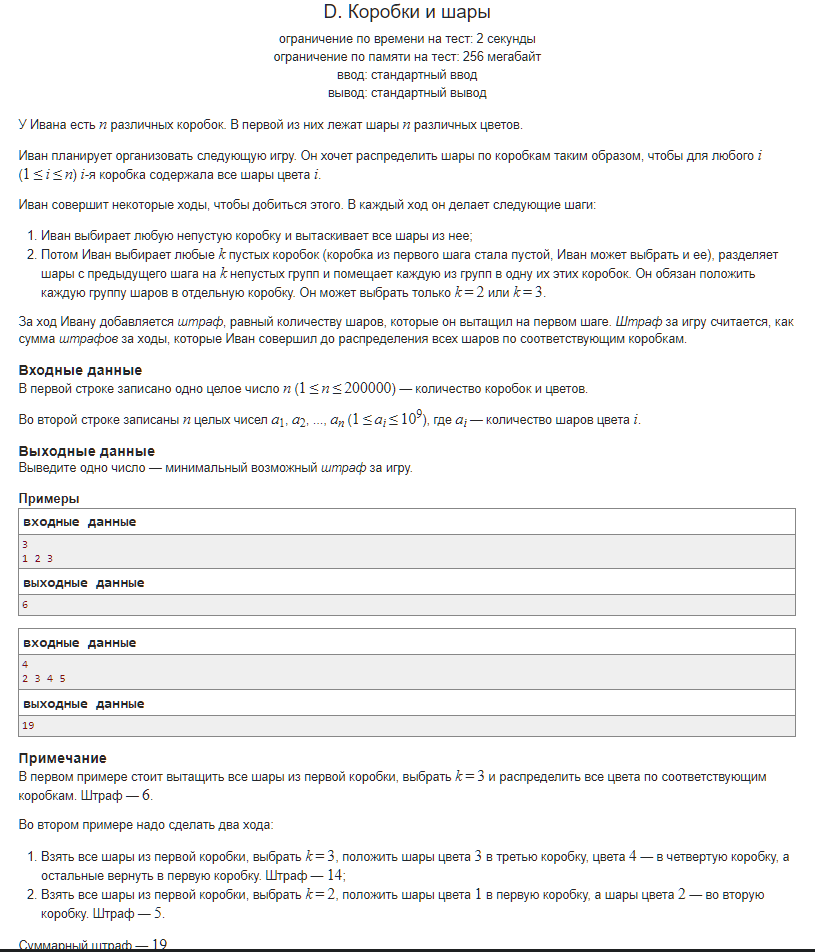 D. Коробки и шары
ограничение по времени на тест: 2 секунды
ограничение по памяти на тест: 256 мегабайт
ввод: стандартный ввод
вывод: стандартный вывод
У Ивана есть n различных коробок. В первой из них лежат шары n различных цветов.
Иван планирует организовать следующую игру. Он хочет распределить шары по коробкам таким образом, чтобы для любого i
(1 ≤ i ≤ n) i-я коробка содержала все шары цвета i.
Иван совершит некоторые ходы, чтобы добиться этого. В каждый ход он делает следующие шаги:
1. Иван выбирает любую непустую коробку и вытаскивает все шары из нее;
2. Потом Иван выбирает любые k пустых коробок (коробка из первого шага стала пустой, Иван может выбрать и ее), разделяет
шары с предыдущего шага на k непустых групп и помещает каждую из групп в одну их этих коробок. Он обязан положить
каждую группу шаров в отдельную коробку. Он может выбрать только k = 2 или k = 3.
За ход Ивану добавляется штраф, равный количеству шаров, которые он вытащил на первом шаге. Штраф за игру считается, как
сумма штрафов за ходы, которые Иван совершил до распределения всех шаров по соответствующим коробкам.
Входные данные
В первой строке записано одно целое число n (1 ≤ n ≤ 200000) — количество коробок и цветов.
Во второй строке записаны n целых чисел a1, a2, ..., an (1 ≤ ai ≤ 10^9), где ai — количество шаров цвета i.
Выходные данные
Выведите одно число — минимальный возможный штраф за игру.
Примеры
входные данные
3
1 2 3
выходные данные
6
входные данные
4
2 3 4 5
выходные данные
19
Примечание
В первом примере стоит вытащить все шары из первой коробки, выбрать k = 3 и распределить все цвета по соответствующим
коробкам. Штраф — 6.
Во втором примере надо сделать два хода:
1. Взять все шары из первой коробки, выбрать k = 3, положить шары цвета 3 в третью коробку, цвета 4 — в четвертую коробку, а
остальные вернуть в первую коробку. Штраф — 14;
2. Взять все шары из первой коробки, выбрать k = 2, положить шары цвета 1 в первую коробку, а шары цвета 2 — во вторую
коробку. Штраф — 5.
Суммарный штраф — 19